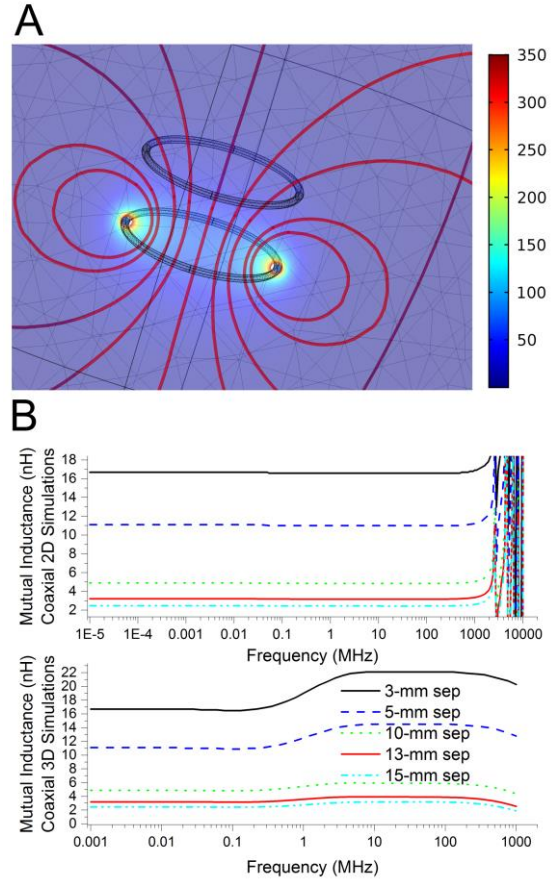 A
350
300
250
200
150
100
50
B
Mutual Inductance (nH)
Coaxial 2D Simulations
18
16
14
12
10
8
6
4
2
1E-5 1E-4 0.001 0.01 0.1 1 10 100 1000 10000
Frequency (MHz)
Mutual Inductance (nH)
Coaxial 3D Simulations
22
20
18
16
14
12
10
8
6
4
2
0
3-mm sep
5-mm sep
10-mm sep
13-mm sep
15-mm sep
0.001 0.01 0.1 1 10 100 1000
Frequency (MHz)